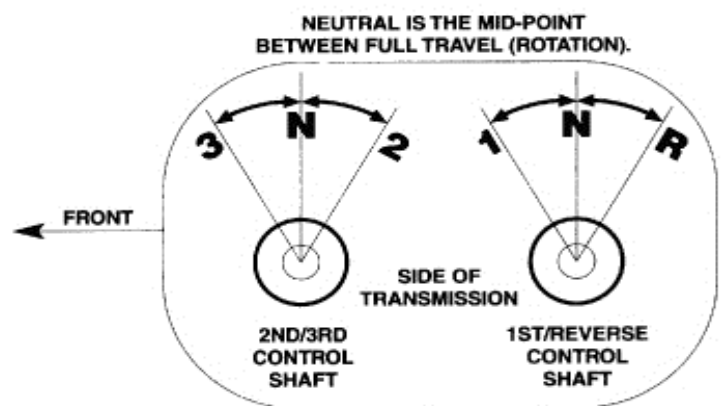 NEUTRAL IS THE MID-POINT
BETWEEN FULL TRAVEL (ROTATION).
3 N 2
1 N R
FRONT
SIDE OF
TRANSMISSION
2ND/3RD
CONTROL
SHAFT
1ST/REVERSE
CONTROL
SHAFT